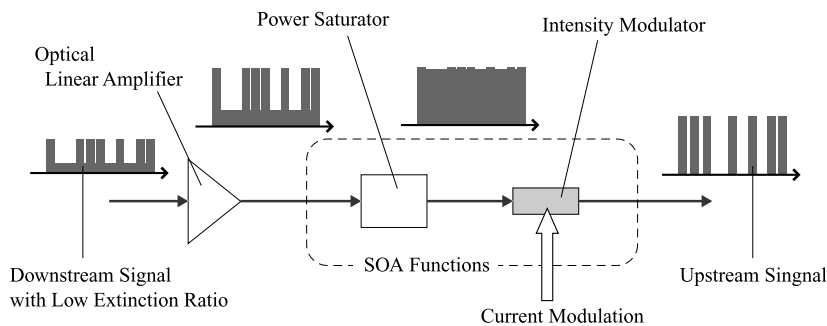 Power Saturator
Intensity Modulator
Optical
Linear Amplifier
SOA Functions
Downstream Signal
with Low Extinction Ratio
Upstream Singnal
Current Modulation